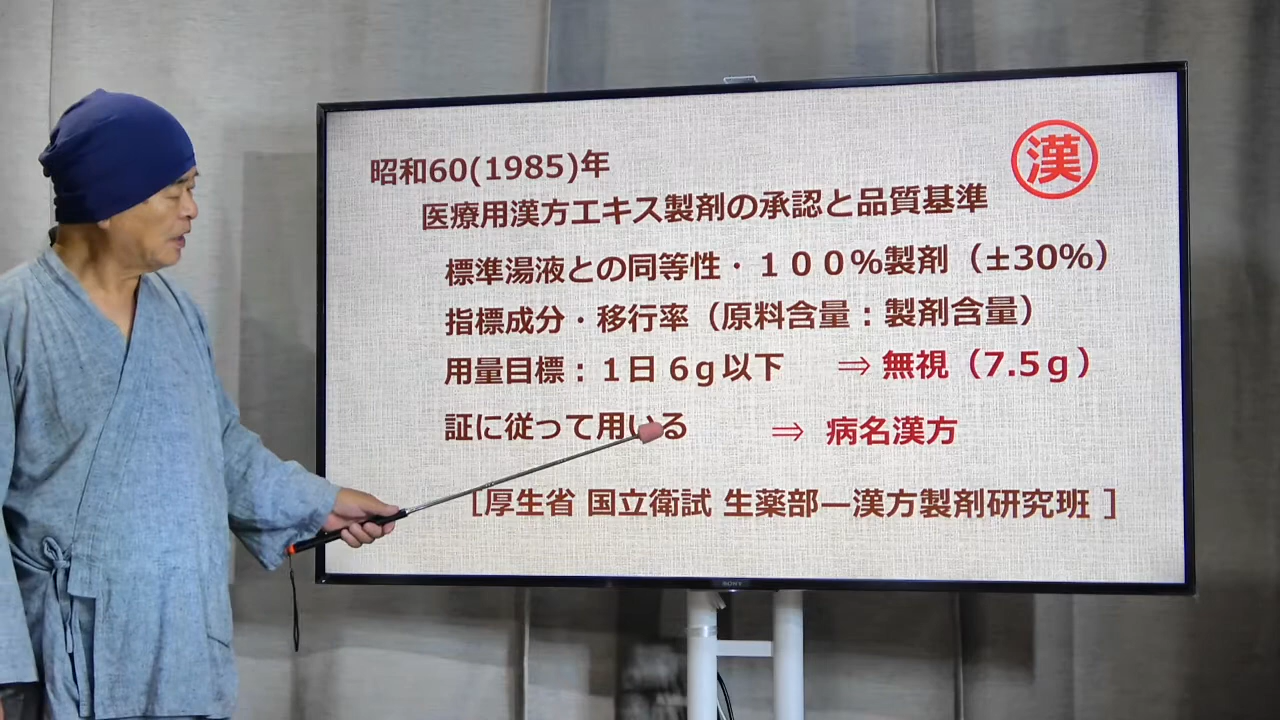 昭和60(1985)年
漢
医療用漢方エキス製剤の承認と品質基準
標準湯液との同等性・１００%製剤（±30%）
指標成分・移行率（原料含量：製剤含量）
用量目標：１日６g以下 ⇒ 無視（7.5g）
証に従って用いる ⇒ 病名漢方
［厚生省 国立衛試 生薬部―漢方製剤研究班 ］
SONY